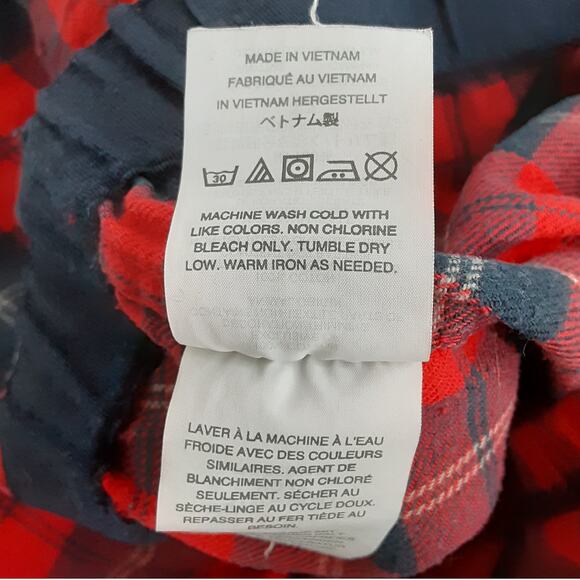 MADE IN VIETNAM
FABRIQUÉ AU VIETNAM
IN VIETNAM HERGESTELLT
ベトナム製
30
MACHINE WASH COLD WITH
LIKE COLORS. NON CHLORINE
BLEACH ONLY. TUMBLE DRY
LOW. WARM IRON AS NEEDED.
LAVER À LA MACHINE À L'EAU
FROIDE AVEC DES COULEURS
SIMILAIRES. AGENT DE
BLANCHIMENT NON CHLORÉ
SEULEMENT. SÉCHER AU
SÈCHE-LINGE AU CYCLE DOUX.
REPASSER AU FER TIÈDE AU
BESOIN.